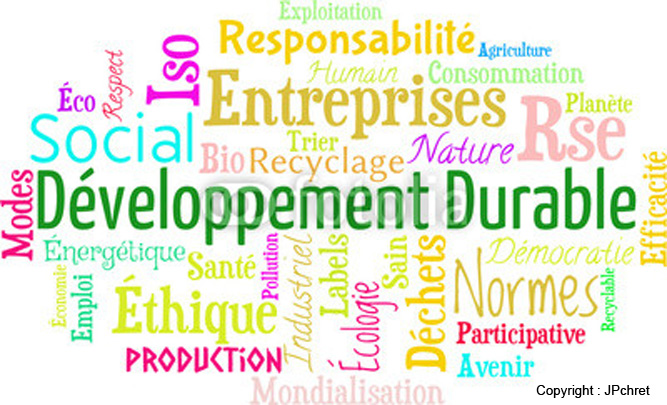 Exploitation
Responsabilité
Agriculture
Iso
Respect
Éco
Humain
Consommation
Entreprises
Planète
Rse
Social
Trier
Nature
Bio
Recyclage
Modes
Développement Durable
Efficacité
fotolia
Énergétique
Santé
Pollution
Industriel
Labels
Sain
Déchets
Démocratie
Normes
Recyclable
Économie
Emploi
Éthique
Écologie
Participative
PRODUCTION
Avenir
Mondialisation
Copyright : JPchret